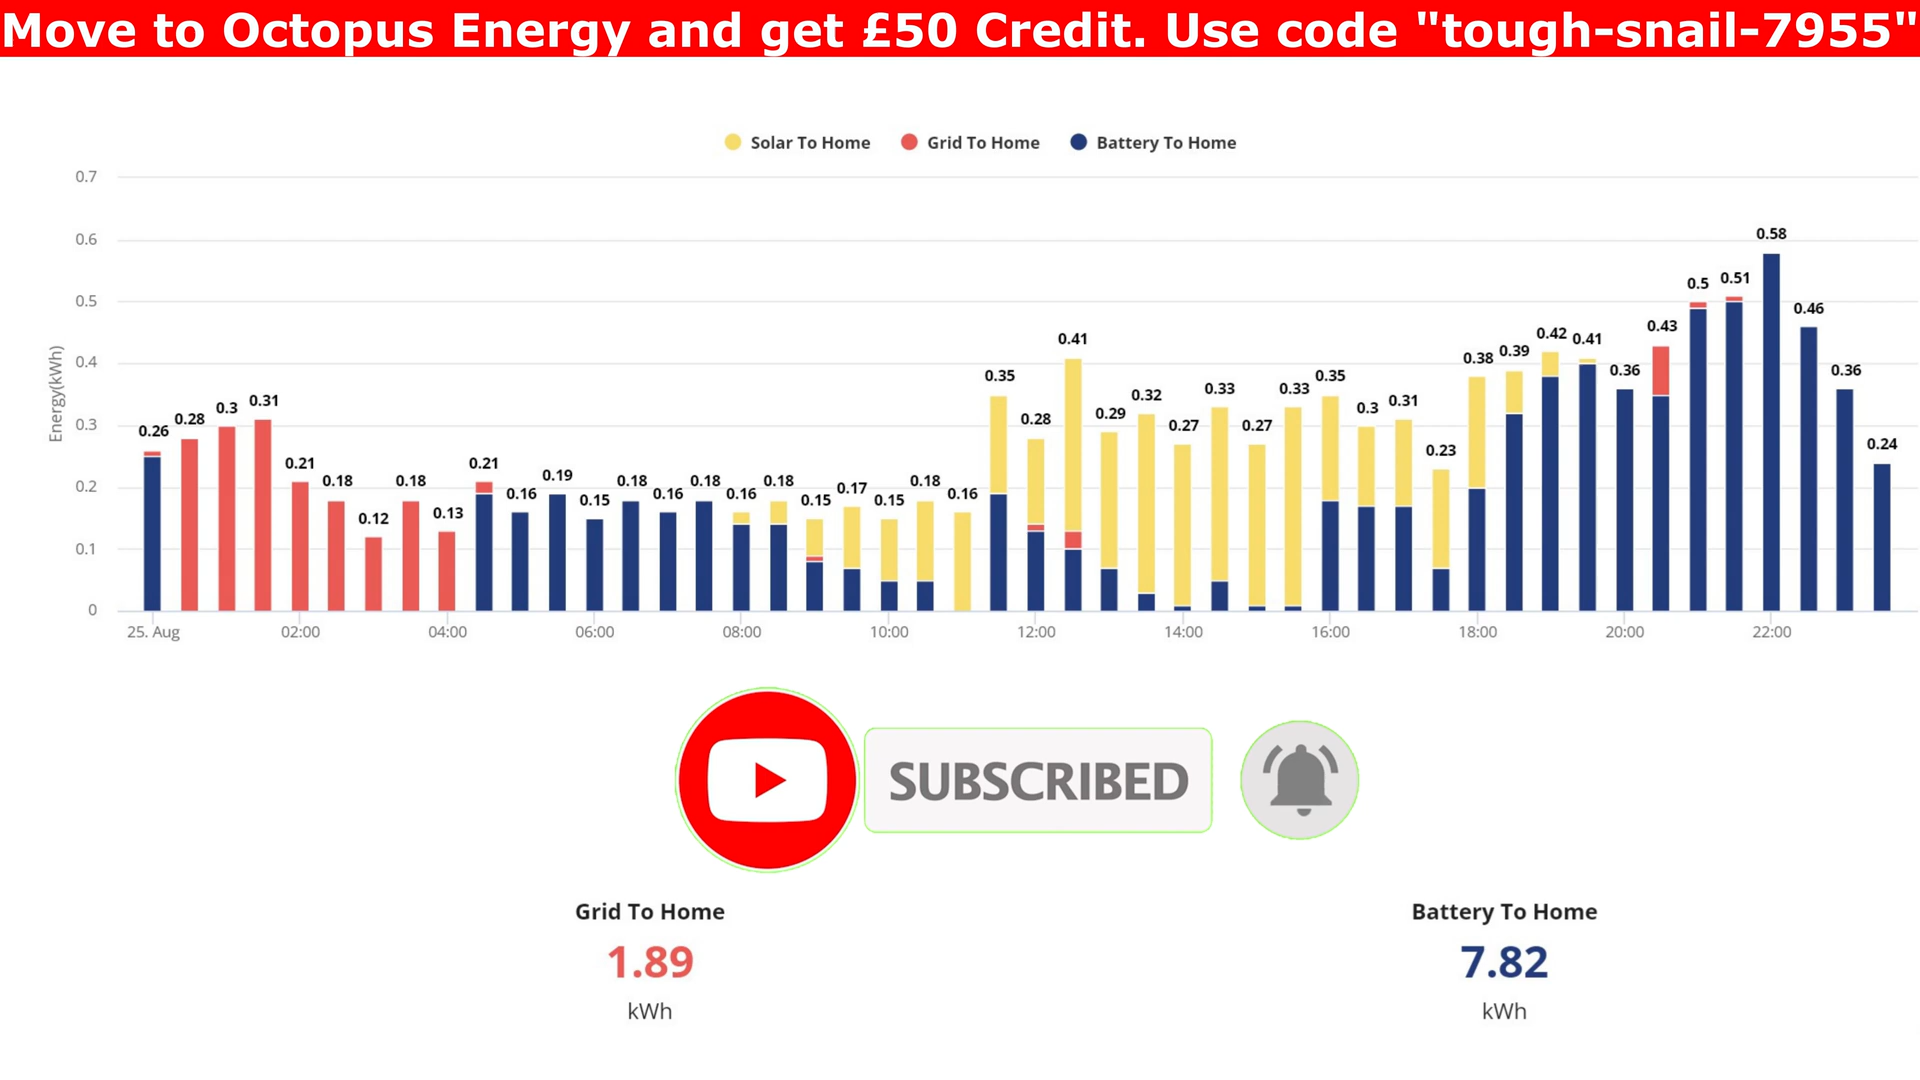 Move to Octopus Energy and get £50 Credit. Use code "tough-snail-7955"
Solar To Home Grid To Home Battery To Home
0.7
0.6
0.5
0.4
0.3
0.2
0.1
0
Energy(kWh)
0.26 0.28 0.3 0.31 0.21 0.18 0.12 0.18 0.13 0.21 0.16 0.19 0.15 0.18 0.16 0.18 0.16 0.18 0.15 0.17 0.15 0.18 0.16 0.35 0.28 0.41 0.29 0.32 0.27 0.33 0.27 0.33 0.35 0.3 0.31 0.23 0.38 0.39 0.42 0.41 0.36 0.43 0.5 0.51 0.58 0.46 0.36 0.24
25. Aug 02:00 04:00 06:00 08:00 10:00 12:00 14:00 16:00 18:00 20:00 22:00
SUBSCRIBED
Grid To Home Battery To Home
1.89 7.82
kWh kWh